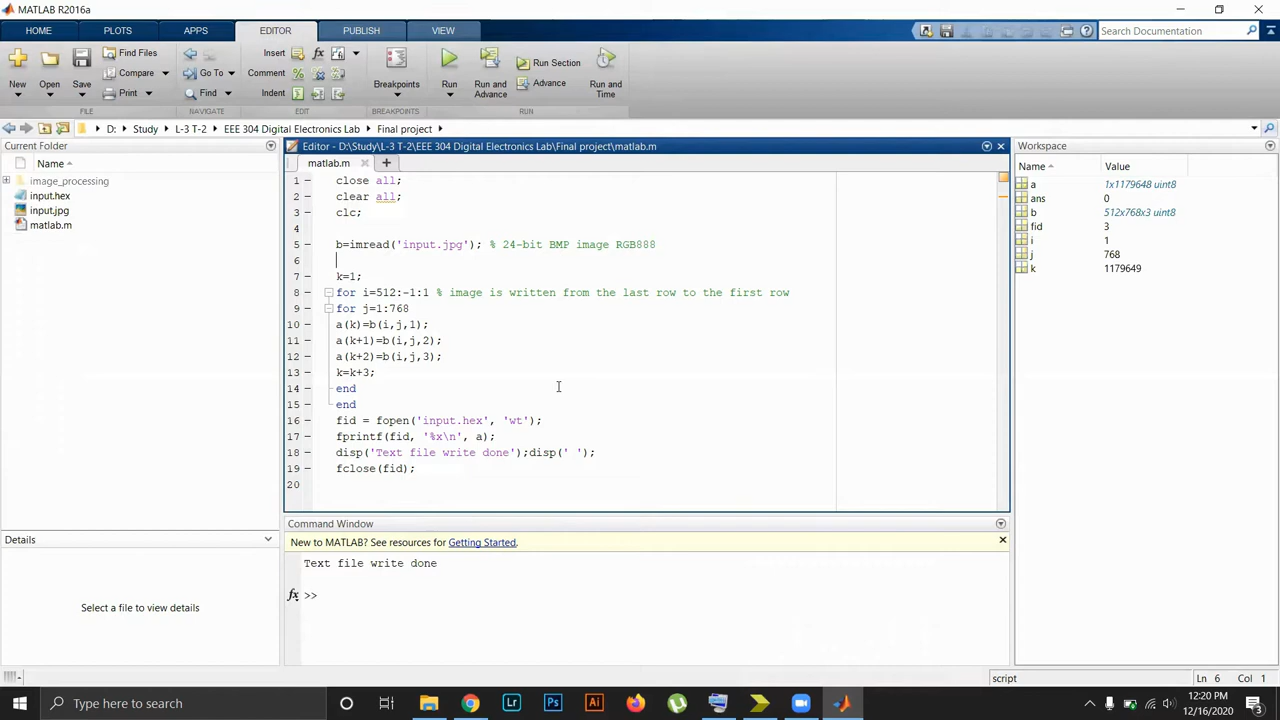 MATLAB R2016a
HOME PLOTS APPS EDITOR PUBLISH VIEW
Search Documentation
New Open Save Find Files Compare Print
Go To Find
Insert fx
Comment
Indent
Breakpoints
Run Run and Advance Run Section Advance Run and Time
FILE NAVIGATE EDIT BREAKPOINTS RUN
D: Study L-3 T-2 EEE 304 Digital Electronics Lab Final project
Current Folder
Name
image_processing
input.hex
input.jpg
matlab.m
Details
Select a file to view details
Editor - D:\Study\L-3 T-2\EEE 304 Digital Electronics Lab\Final project\matlab.m
matlab.m
1 close all;
2 clear all;
3 clc;
4
5 b=imread('input.jpg'); % 24-bit BMP image RGB888
6
7 k=1;
8 for i=512:-1:1 % image is written from the last row to the first row
9 for j=1:768
10 a(k)=b(i,j,1);
11 a(k+1)=b(i,j,2);
12 a(k+2)=b(i,j,3);
13 k=k+3;
14 end
15 end
16 fid = fopen('input.hex', 'wt');
17 fprintf(fid, '%x\n', a);
18 disp('Text file write done');disp(' ');
19 fclose(fid);
20
Command Window
New to MATLAB? See resources for Getting Started.
Text file write done
fx >>
Workspace
Name Value
a 1x1179648 uint8
ans 0
b 512x768x3 uint8
fid 3
i 1
j 768
k 1179649
script Ln 6 Col 1
Type here to search
Lr Ps Ai
12:20 PM
12/16/2020
3